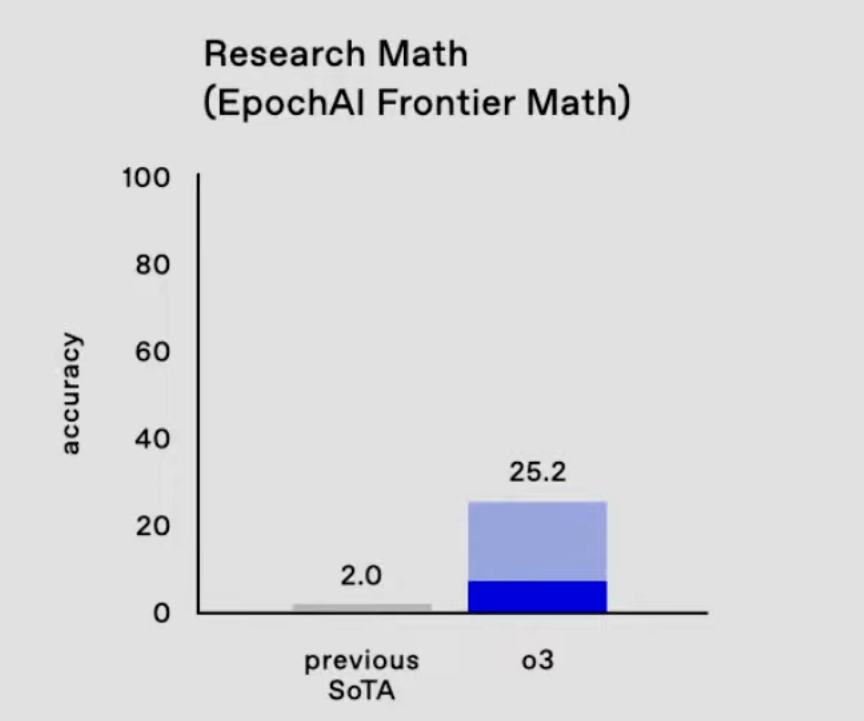 Research Math
(EpochAI Frontier Math)
100
80
60
40
20
0
accuracy
25.2
2.0
previous
SoTA
o3